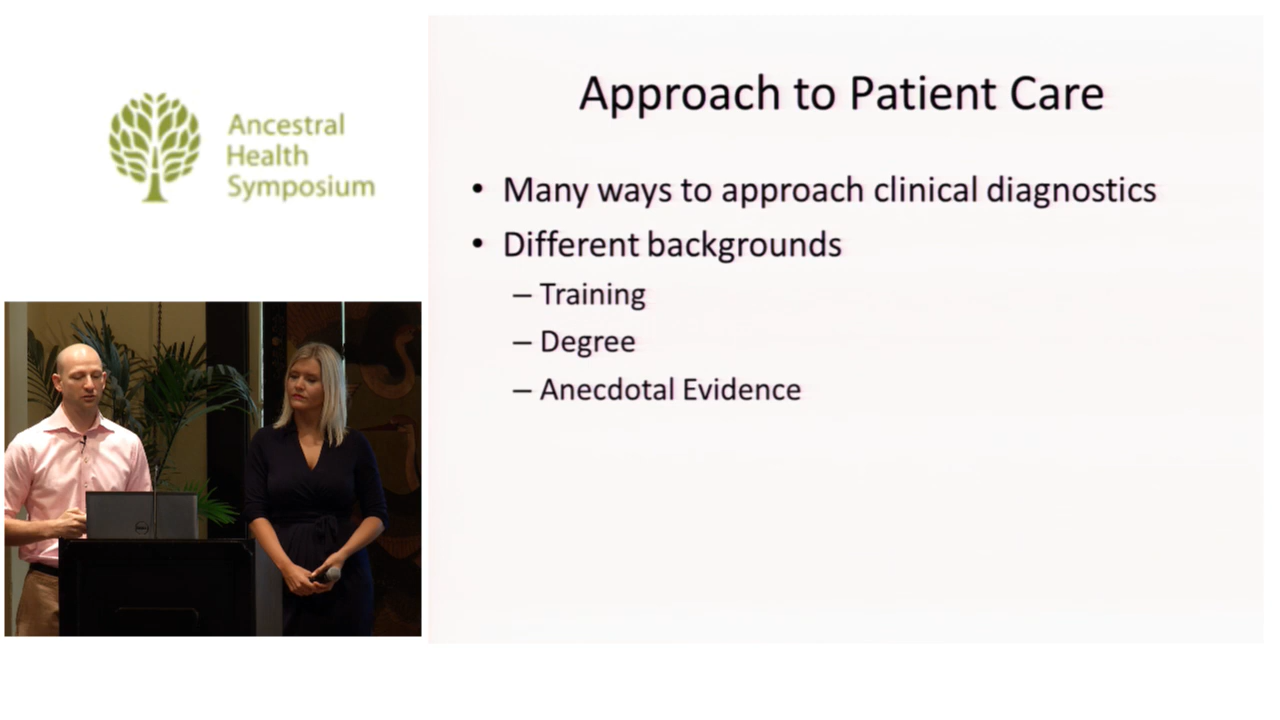 Ancestral
Health
Symposium
Approach to Patient Care
• Many ways to approach clinical diagnostics
• Different backgrounds
– Training
– Degree
– Anecdotal Evidence